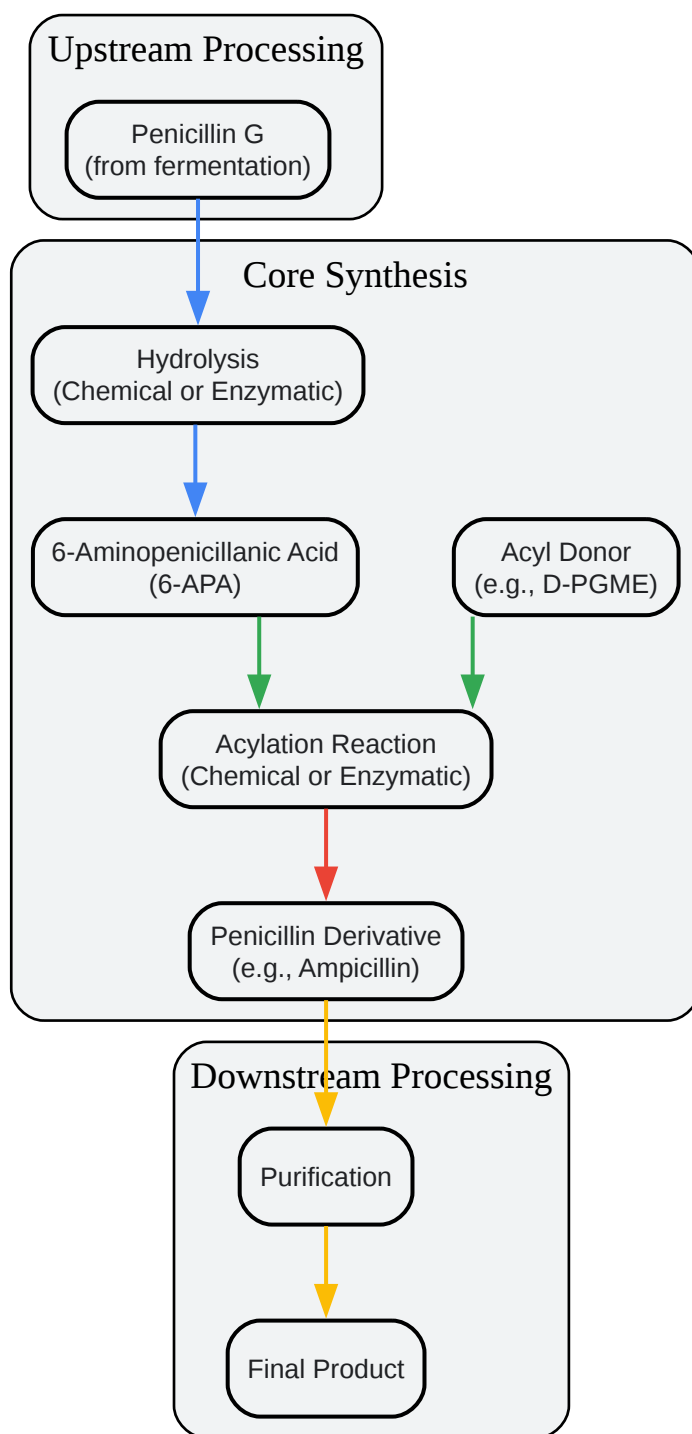 Upstream Processing
Penicillin G
(from fermentation)
Core Synthesis
Hydrolysis
(Chemical or Enzymatic)
6-Aminopenicillanic Acid
(6-APA)
Acyl Donor
(e.g., D-PGME)
Acylation Reaction
(Chemical or Enzymatic)
Penicillin Derivative
(e.g., Ampicillin)
Downstream Processing
Purification
Final Product